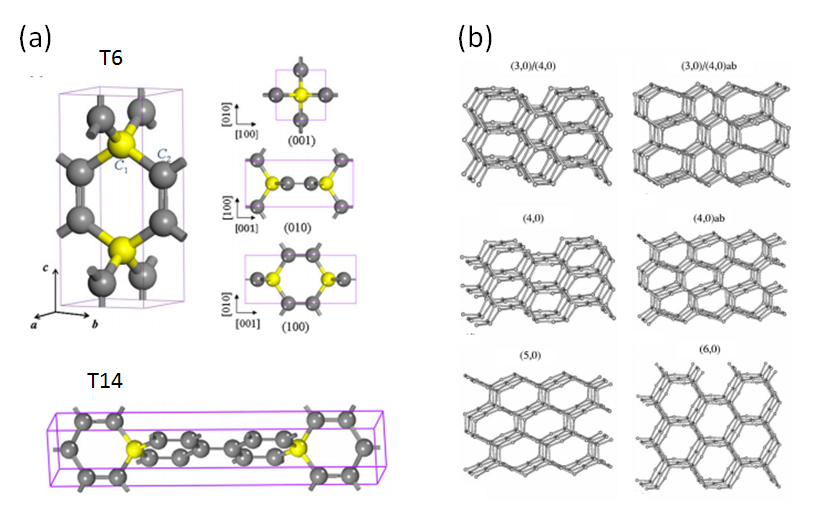 (a)
T6
C1
C2
c
a
b
[010]
[100]
(001)
[100]
[001]
(010)
[010]
[001]
(100)
T14
(b)
(3,0)/(4,0)
(3,0)/(4,0)ab
(4,0)
(4,0)ab
(5,0)
(6,0)